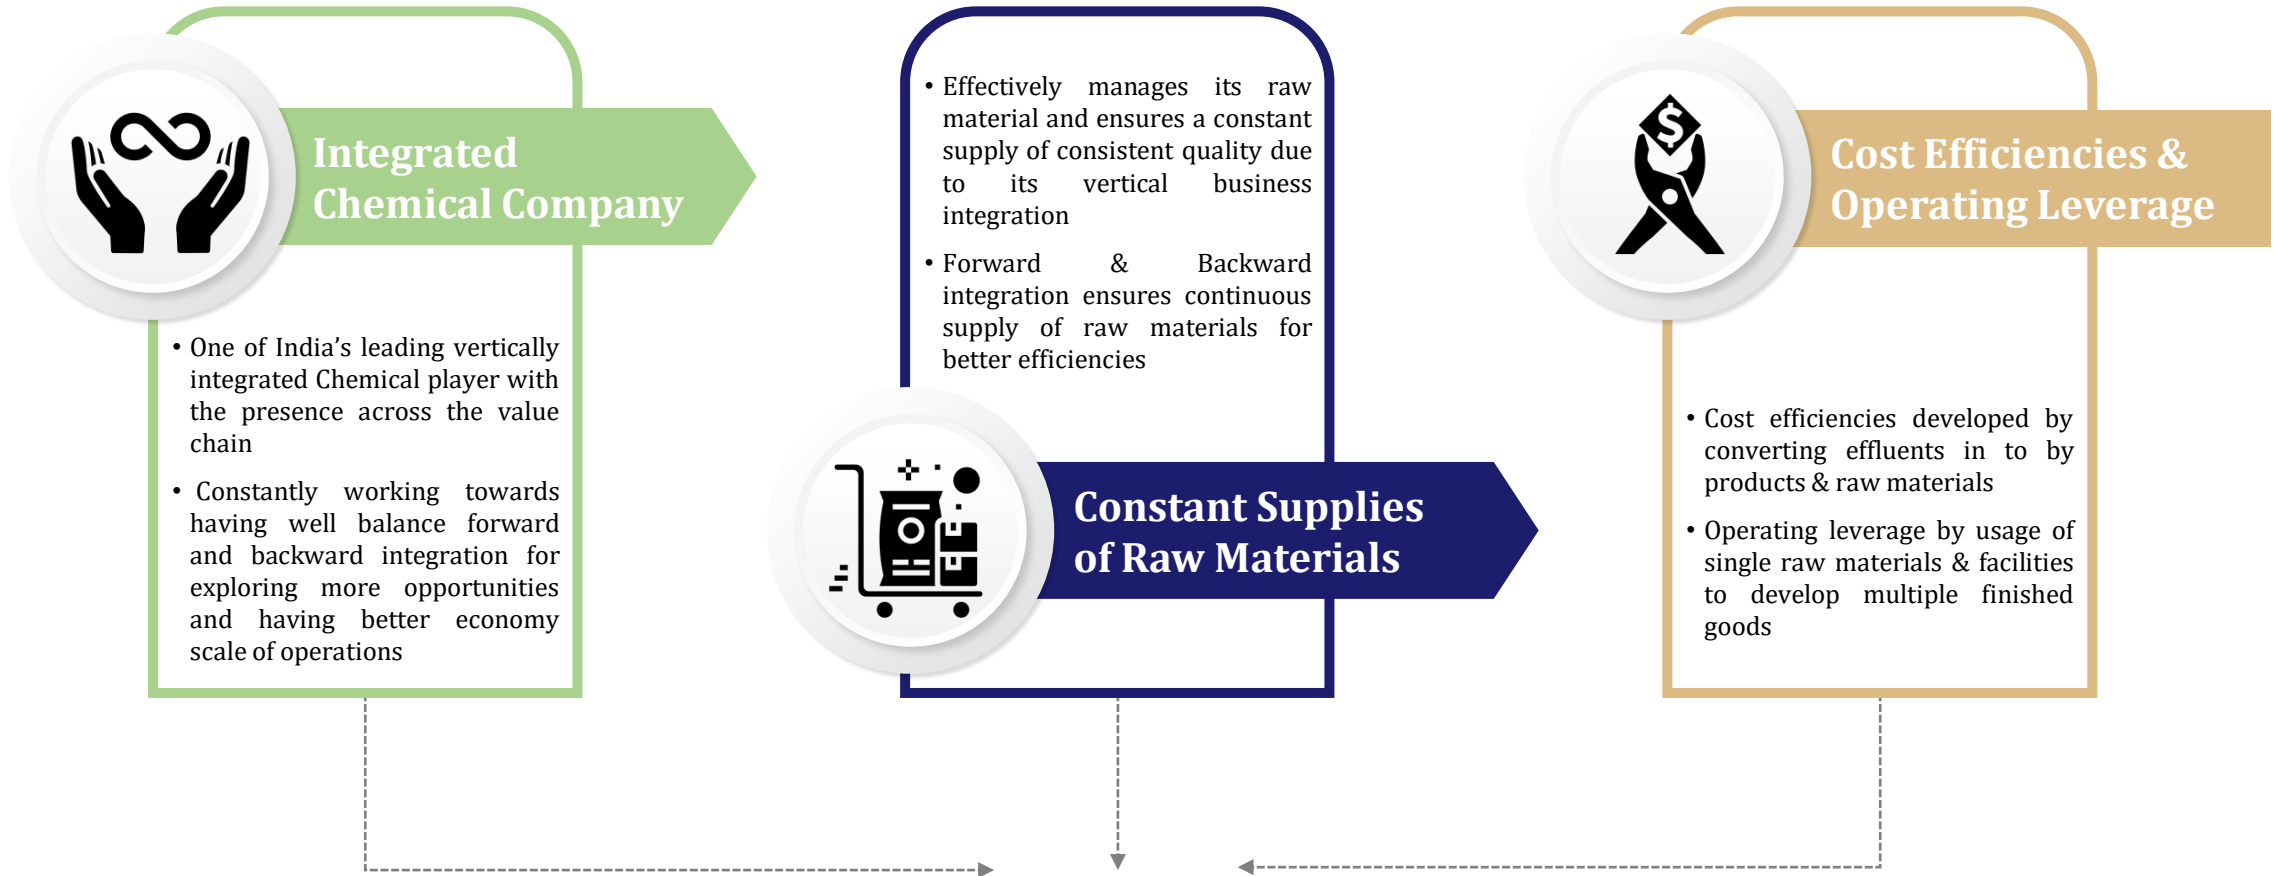 Integrated
Chemical Company
• One of India’s leading vertically
integrated Chemical player with
the presence across the value
chain
• Constantly working towards
having well balance forward
and backward integration for
exploring more opportunities
and having better economy
scale of operations
• Effectively manages its raw
material and ensures a constant
supply of consistent quality due
to its vertical business
integration
• Forward & Backward
integration ensures continuous
supply of raw materials for
better efficiencies
Constant Supplies
of Raw Materials
$
Cost Efficiencies &
Operating Leverage
• Cost efficiencies developed by
converting effluents in to by
products & raw materials
• Operating leverage by usage of
single raw materials & facilities
to develop multiple finished
goods